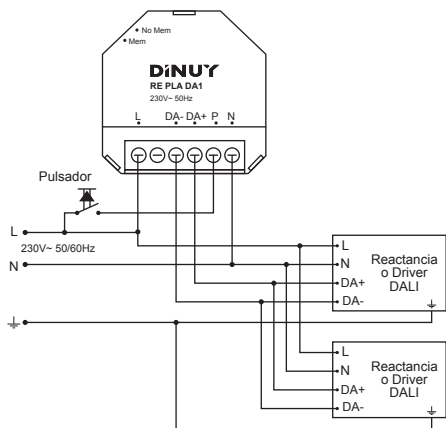 No Mem
Mem
DiNUY
RE PLA DA1
230V~ 50Hz
L DA- DA+ P N
Pulsador
L
230V~ 50/60Hz
N
L
N
DA+
DA-
Reactancia
o Driver
DALI
L
N
DA+
DA-
Reactancia
o Driver
DALI